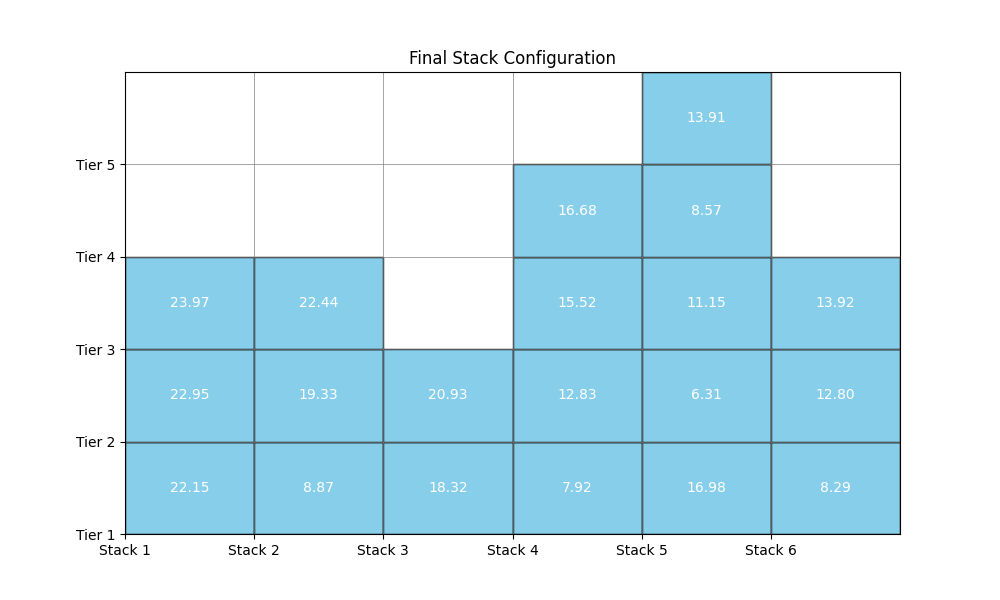 Final Stack Configuration
13.91
Tier 5
16.68 8.57
Tier 4
23.97 22.44 15.52 11.15 13.92
Tier 3
22.95 19.33 20.93 12.83 6.31 12.80
Tier 2
22.15 8.87 18.32 7.92 16.98 8.29
Tier 1
Stack 1 Stack 2 Stack 3 Stack 4 Stack 5 Stack 6